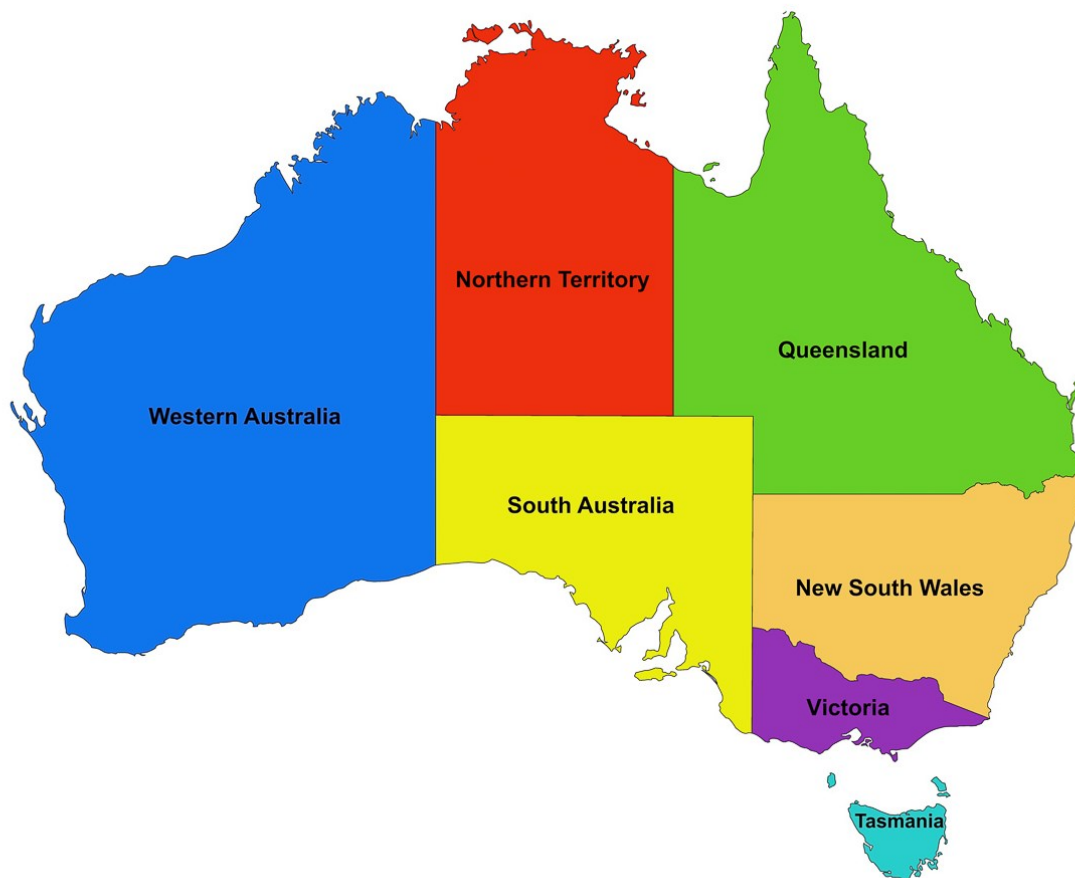 Northern Territory
Queensland
Western Australia
South Australia
New South Wales
Victoria
Tasmania